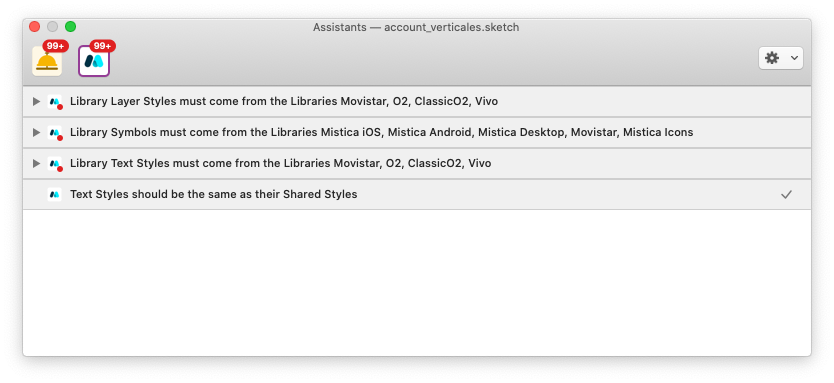 Assistants — account_verticales.sketch
99+
99+
Library Layer Styles must come from the Libraries Movistar, O2, ClassicO2, Vivo
Library Symbols must come from the Libraries Mistica iOS, Mistica Android, Mistica Desktop, Movistar, Mistica Icons
Library Text Styles must come from the Libraries Movistar, O2, ClassicO2, Vivo
Text Styles should be the same as their Shared Styles